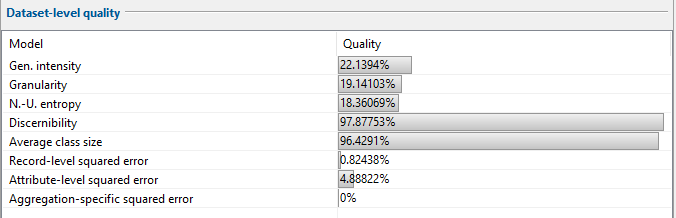 Dataset-level quality
Model Quality
Gen. intensity 22.1394%
Granularity 19.14103%
N.-U. entropy 18.36069%
Discernibility 97.87753%
Average class size 96.4291%
Record-level squared error 0.82438%
Attribute-level squared error 4.88822%
Aggregation-specific squared error 0%